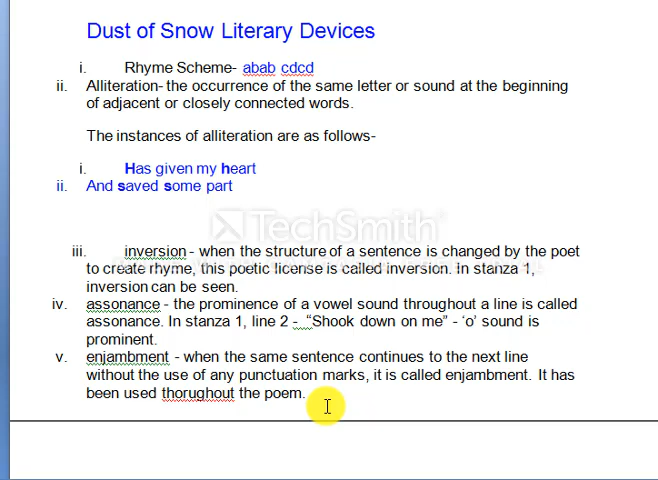 Dust of Snow Literary Devices
i. Rhyme Scheme- abab cdcd
ii. Alliteration- the occurrence of the same letter or sound at the beginning
of adjacent or closely connected words.
The instances of alliteration are as follows-
i. Has given my heart
ii. And saved some part
TechSmith
iii. inversion - when the structure of a sentence is changed by the poet
to create rhyme, this poetic license is called inversion. In stanza 1,
inversion can be seen.
iv. assonance - the prominence of a vowel sound throughout a line is called
assonance. In stanza 1, line 2 - “Shook down on me” - ‘o’ sound is
prominent.
v. enjambment - when the same sentence continues to the next line
without the use of any punctuation marks, it is called enjambment. It has
been used thorughout the poem.